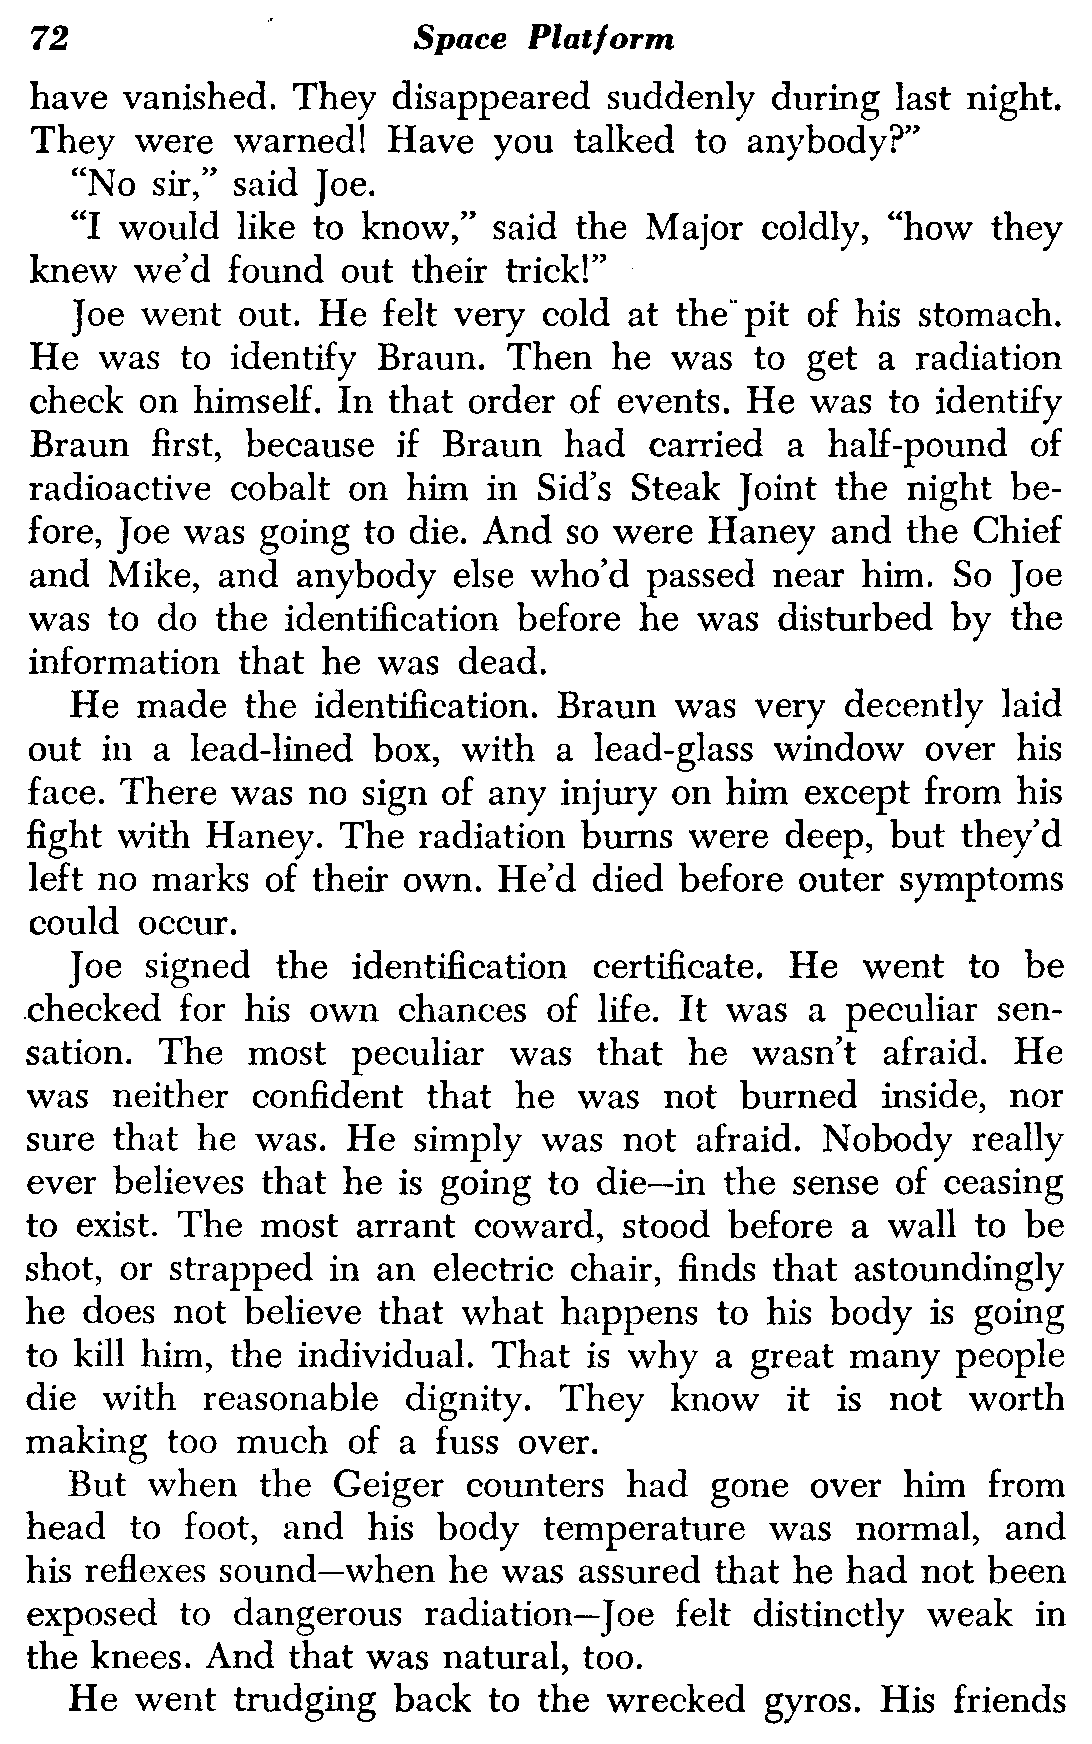 72 Space Platform
have vanished. They disappeared suddenly during last night.
They were warned! Have you talked to anybody?”
“No sir,” said Joe.
“I would like to know,” said the Major coldly, “how they
knew we’d found out their trick!”
Joe went out. He felt very cold at the pit of his stomach.
He was to identify Braun. Then he was to get a radiation
check on himself. In that order of events. He was to identify
Braun first, because if Braun had carried a half-pound of
radioactive cobalt on him in Sid’s Steak Joint the night be-
fore, Joe was going to die. And so were Haney and the Chief
and Mike, and anybody else who’d passed near him. So Joe
was to do the identification before he was disturbed by the
information that he was dead.
He made the identification. Braun was very decently laid
out in a lead-lined box, with a lead-glass window over his
face. There was no sign of any injury on him except from his
fight with Haney. The radiation burns were deep, but they’d
left no marks of their own. He’d died before outer symptoms
could occur.
Joe signed the identification certificate. He went to be
checked for his own chances of life. It was a peculiar sen-
sation. The most peculiar was that he wasn’t afraid. He
was neither confident that he was not burned inside, nor
sure that he was. He simply was not afraid. Nobody really
ever believes that he is going to die—in the sense of ceasing
to exist. The most arrant coward, stood before a wall to be
shot, or strapped in an electric chair, finds that astoundingly
he does not believe that what happens to his body is going
to kill him, the individual. That is why a great many people
die with reasonable dignity. They know it is not worth
making too much of a fuss over.
But when the Geiger counters had gone over him from
head to foot, and his body temperature was normal, and
his reflexes sound—when he was assured that he had not been
exposed to dangerous radiation—Joe felt distinctly weak in
the knees. And that was natural, too.
He went trudging back to the wrecked gyros. His friends